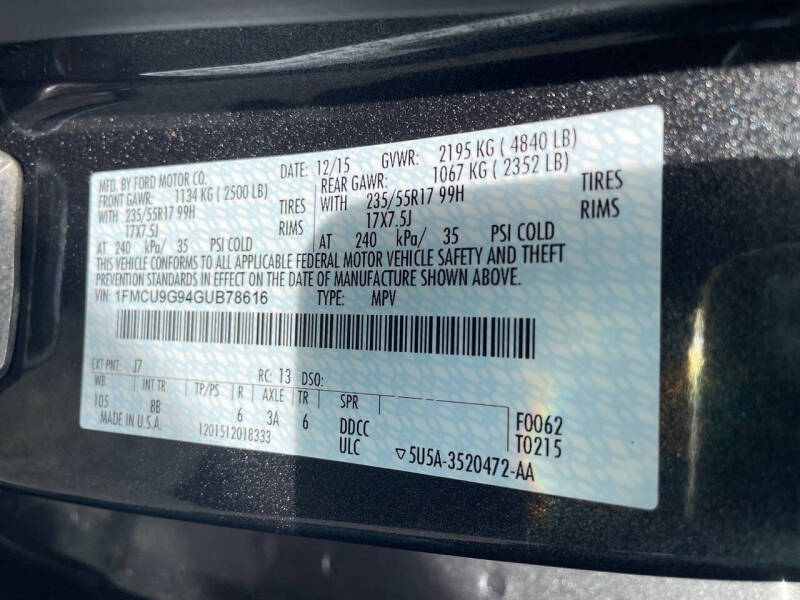 MFD. BY FORD MOTOR CO.
DATE: 12/15 GVWR: 2195 KG ( 4840 LB)
FRONT GAWR: 1134 KG ( 2500 LB) REAR GAWR: 1067 KG ( 2352 LB)
WITH 235/55R17 99H TIRES WITH 235/55R17 99H TIRES
17X7.5J RIMS 17X7.5J RIMS
AT 240 kPa/ 35 PSI COLD AT 240 kPa/ 35 PSI COLD
THIS VEHICLE CONFORMS TO ALL APPLICABLE FEDERAL MOTOR VEHICLE SAFETY AND THEFT
PREVENTION STANDARDS IN EFFECT ON THE DATE OF MANUFACTURE SHOWN ABOVE.
VIN: 1FMCU9G94GUB78616 TYPE: MPV
EXT PNT: J7 RC: 13 DSO:
WB INT TR TP/PS R AXLE TR SPR
105 8B 6 3A 6 DDCC F0062
MADE IN U.S.A. 1201512018333 ULC T0215
▽5U5A-3520472-AA